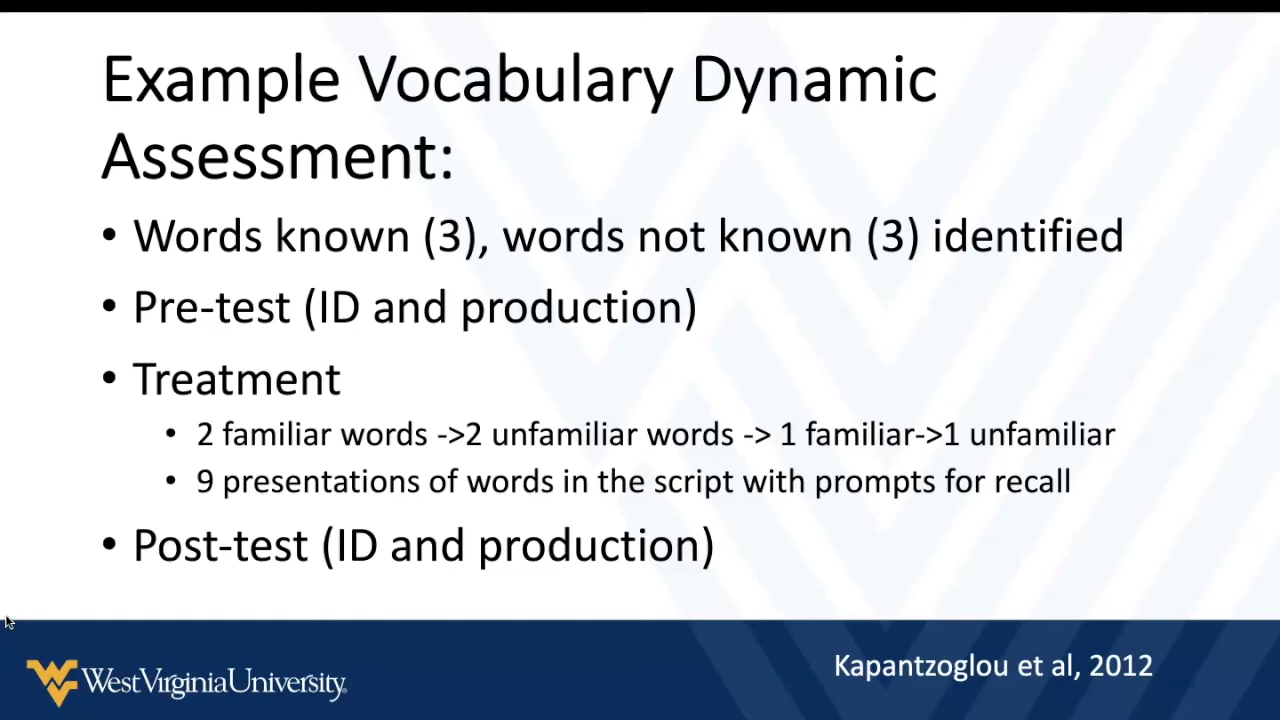 Example Vocabulary Dynamic
Assessment:
• Words known (3), words not known (3) identified
• Pre-test (ID and production)
• Treatment
• 2 familiar words ->2 unfamiliar words -> 1 familiar->1 unfamiliar
• 9 presentations of words in the script with prompts for recall
• Post-test (ID and production)
WestVirginiaUniversity.
Kapantzoglou et al, 2012